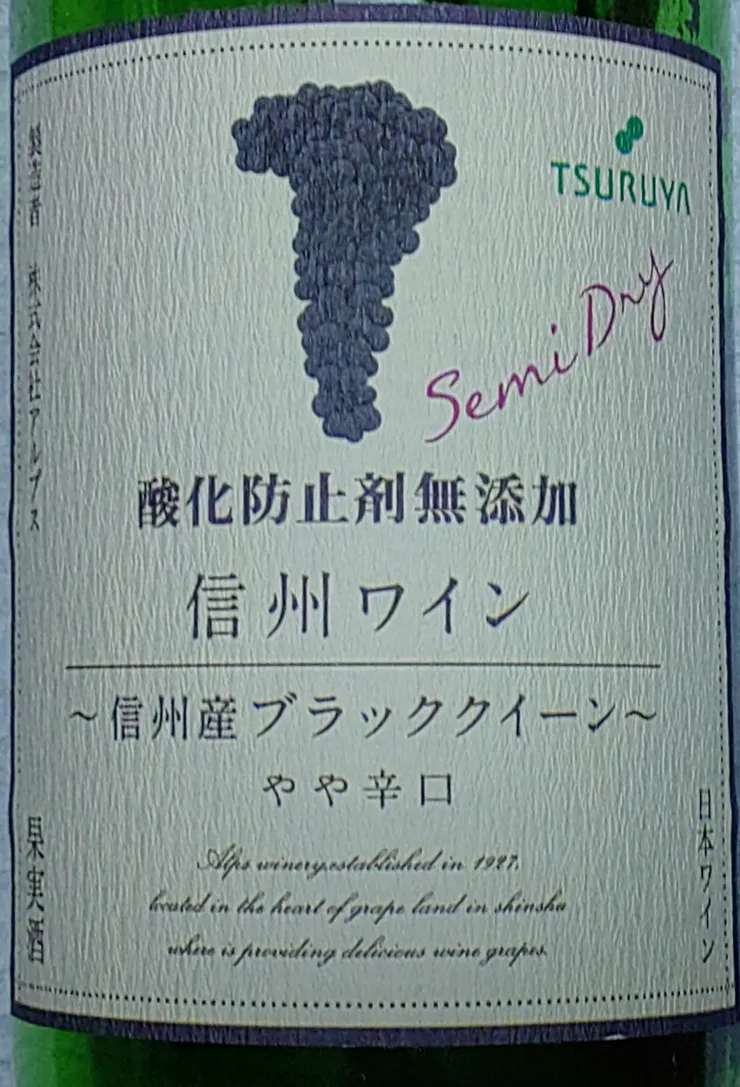 TSURUYA
Semi Dry
酸化防止剤無添加
信州ワイン
～信州産ブラッククイーン～
やや辛口
Alps winery,established in 1927,
located in the heart of grape land in shinshu
where is providing delicious wine grapes.
製造者 株式会社アルプス
果実酒
日本ワイン